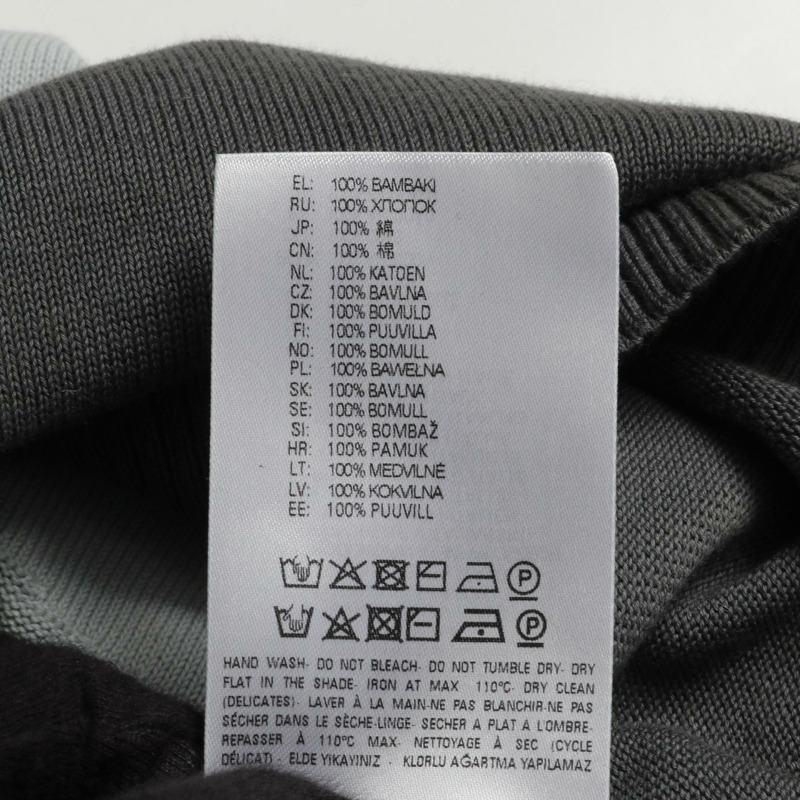 EL: 100% BAMBAKI
RU: 100% ХЛОПОК
JP: 100% 綿
CN: 100% 棉
NL: 100% KATOEN
CZ: 100% BAVLNA
DK: 100% BOMULD
FI: 100% PUUVILLA
NO: 100% BOMULL
PL: 100% BAWEŁNA
SK: 100% BAVLNA
SE: 100% BOMULL
SI: 100% BOMBAŽ
HR: 100% PAMUK
LT: 100% MEDVILNĖ
LV: 100% KOKVILNA
EE: 100% PUUVILL
P
P
HAND WASH- DO NOT BLEACH- DO NOT TUMBLE DRY- DRY
FLAT IN THE SHADE- IRON AT MAX 110°C- DRY CLEAN
(DELICATES)- LAVER À LA MAIN-NE PAS BLANCHIR-NE PAS
SÉCHER DANS LE SÈCHE-LINGE- SECHER A PLAT A L'OMBRE-
REPASSER À 110°C MAX- NETTOYAGE À SEC (CYCLE
DÉLICAT)- ELDE YIKAYINIZ - KLORLU AĞARTMA YAPILAMAZ